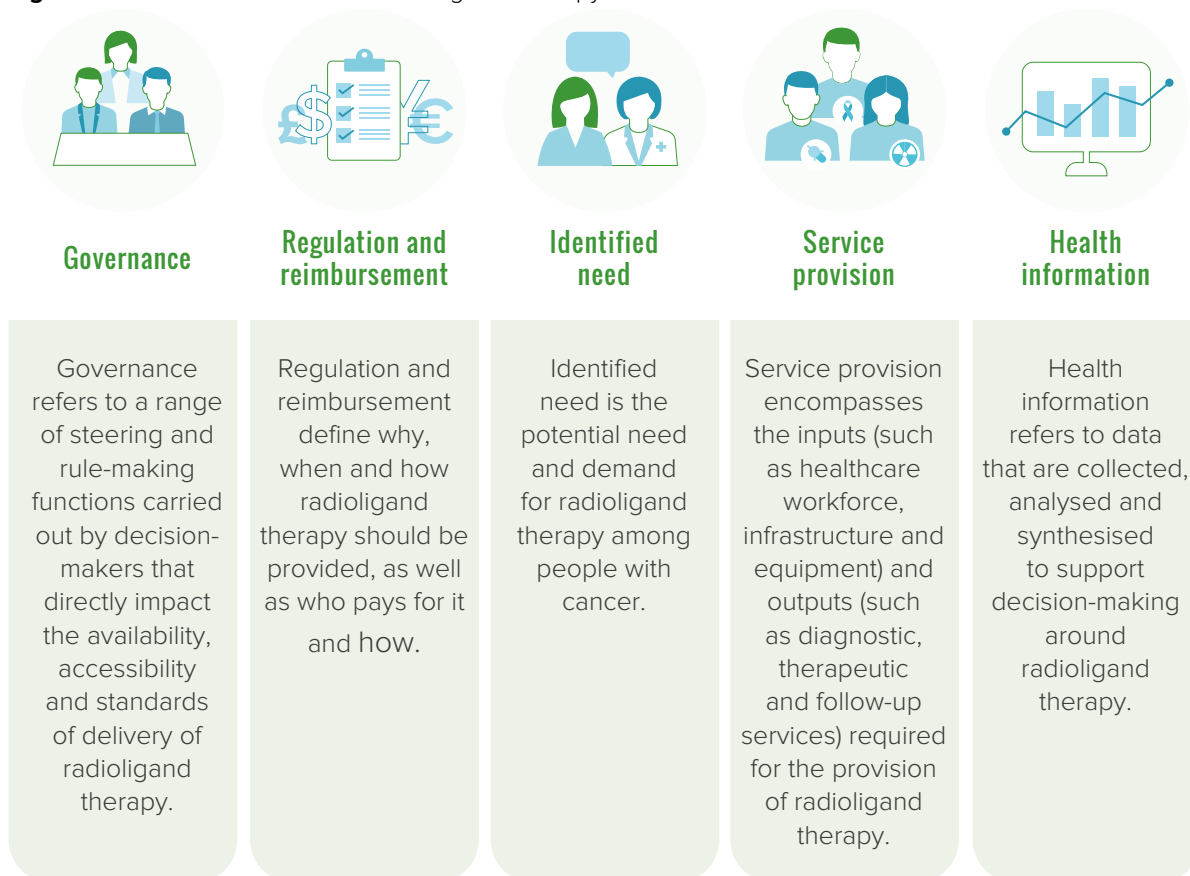 therapy
£$ ¥€
Governance
Regulation and
reimbursement
Identified
need
Service
provision
Health
information
Governance
refers to a range
of steering and
rule-making
functions carried
out by decision-
makers that
directly impact
the availability,
accessibility
and standards
of delivery of
radioligand
therapy.
Regulation and
reimbursement
define why,
when and how
radioligand
therapy should be
provided, as well
as who pays for it
and how.
Identified
need is the
potential need
and demand
for radioligand
therapy among
people with
cancer.
Service provision
encompasses
the inputs (such
as healthcare
workforce,
infrastructure and
equipment) and
outputs (such
as diagnostic,
therapeutic
and follow-up
services) required
for the provision
of radioligand
therapy.
Health
information
refers to data
that are collected,
analysed and
synthesised
to support
decision-making
around
radioligand
therapy.